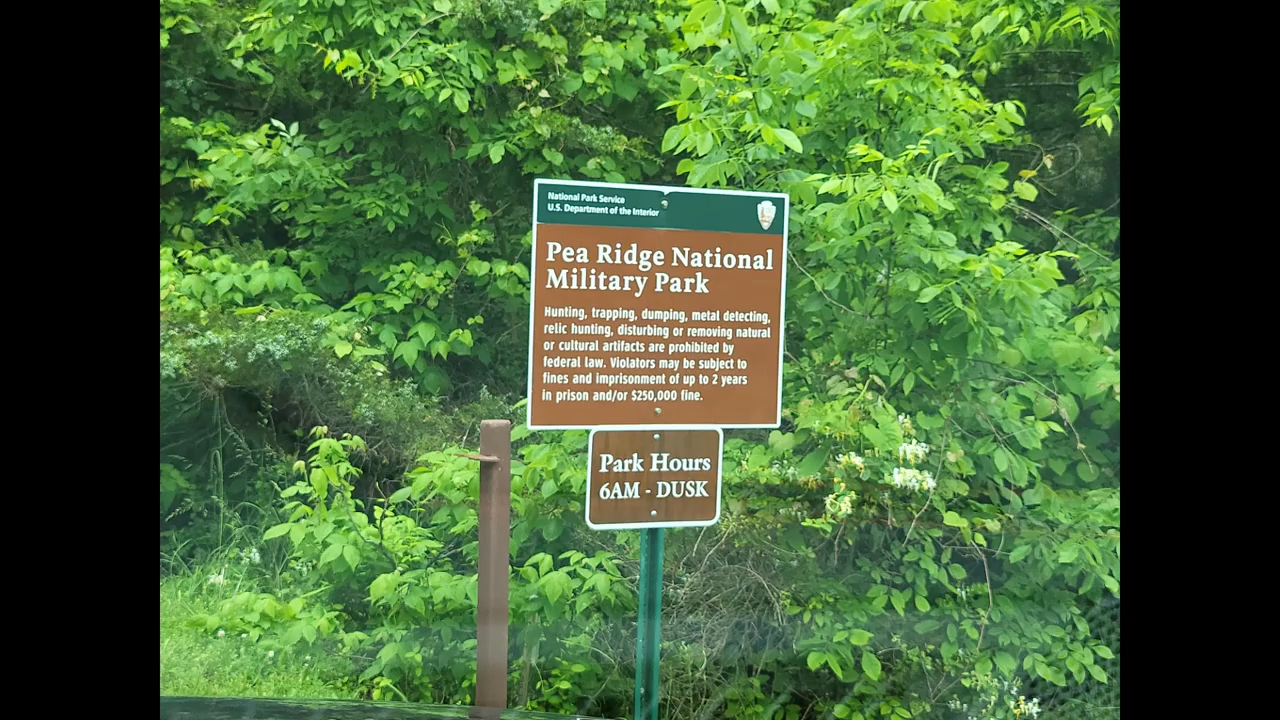 National Park Service
U.S. Department of the Interior
Pea Ridge National
Military Park
Hunting, trapping, dumping, metal detecting,
relic hunting, disturbing or removing natural
or cultural artifacts are prohibited by
federal law. Violators may be subject to
fines and imprisonment of up to 2 years
in prison and/or $250,000 fine.
Park Hours
6AM - DUSK